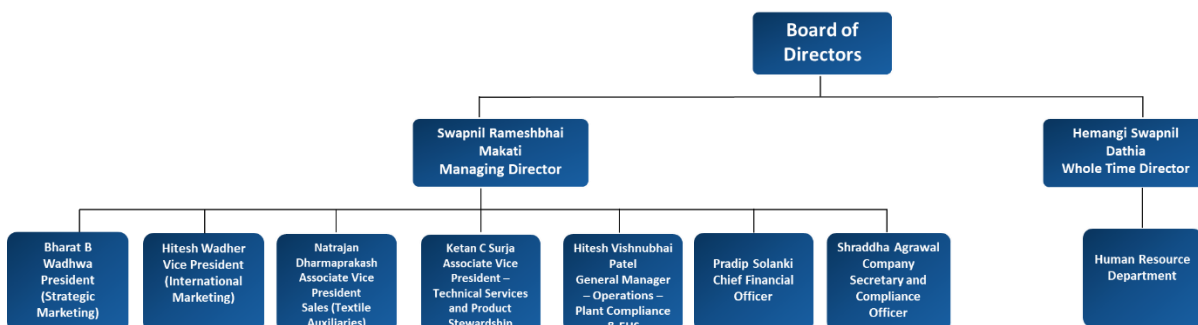 Board of
Directors
Swapnil Rameshbhai
Makati
Managing Director
Hemangi Swapnil
Dathia
Whole Time Director
Bharat B
Wadhwa
President
(Strategic
Marketing)
Hitesh Wadher
Vice President
(International
Marketing)
Natrajan
Dharmaprakash
Associate Vice
President
Sales (Textile
Auxiliaries)
Ketan C Surja
Associate Vice
President –
Technical Services
and Product
Stewardship
Hitesh Vishnubhai
Patel
General Manager
– Operations –
Plant Compliance
& EHS
Pradip Solanki
Chief Financial
Officer
Shraddha Agrawal
Company
Secretary and
Compliance
Officer
Human Resource
Department